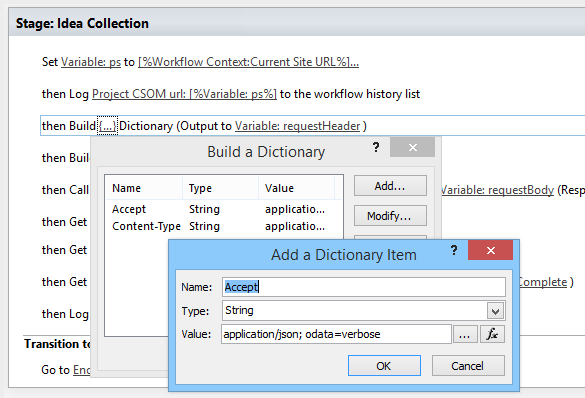 Stage: Idea Collection
Set Variable: ps to [%Workflow Context:Current Site URL%]...
then Log Project CSOM url: [%Variable: ps%] to the workflow history list
then Build {...} Dictionary (Output to Variable: requestHeader )
then Buil
Build a Dictionary ?
Name Type Value
Add...
Accept String applicatio...
Content-Type String applicatio...
Modify...
then Call
Variable: requestBody (Resp
then Get
then Get
then Get
Complete )
then Log
Add a Dictionary Item ?
Name: Accept
Type: String
Value: application/json; odata=verbose ... fx
OK Cancel
Transition to
Go to End